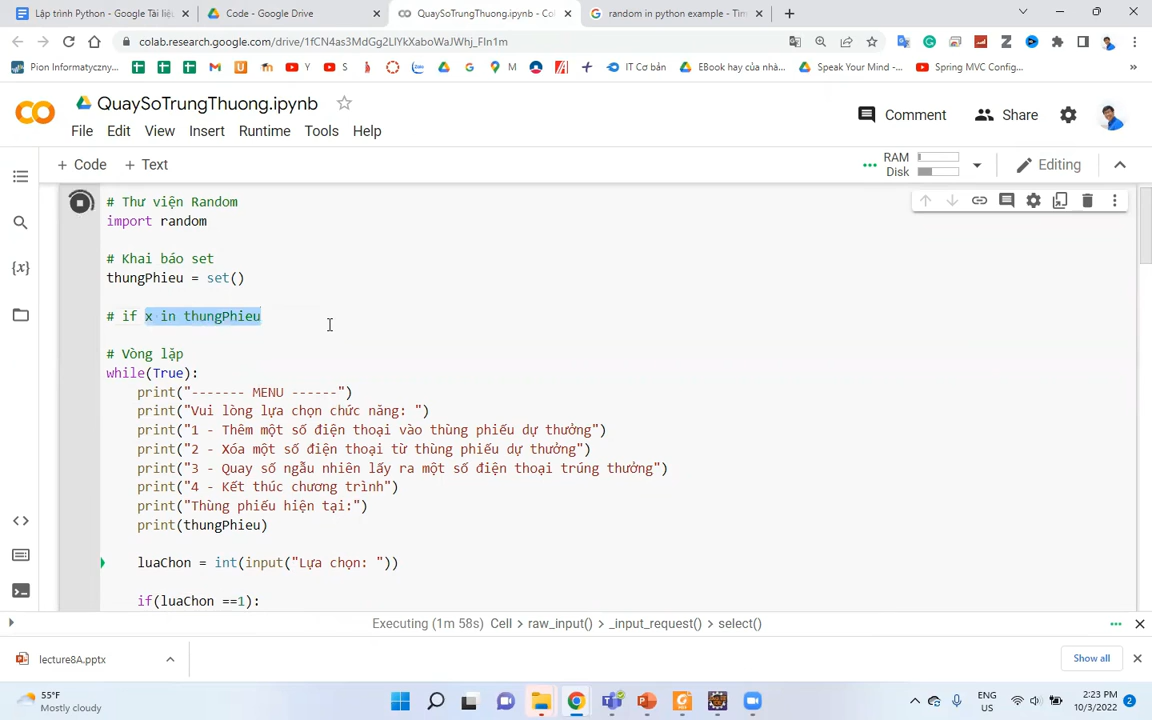 Lập trình Python - Google Tài liệu
Code - Google Drive
QuaySoTrungThuong.ipynb - Col
random in python example - Tìm
colab.research.google.com/drive/1fCN4as3MdGg2LlYkXaboWaJWhj_Fln1m
Pion Informatyczny...
M
Y
S
M
IT Cơ bản
EBook hay của nhà...
Speak Your Mind -...
Spring MVC Config...
QuaySoTrungThuong.ipynb
File Edit View Insert Runtime Tools Help
Comment
Share
+ Code + Text
RAM
Disk
Editing
# Thư viện Random
import random
# Khai báo set
thungPhieu = set()
# if x in thungPhieu
# Vòng lặp
while(True):
print("------- MENU ------")
print("Vui lòng lựa chọn chức năng: ")
print("1 - Thêm một số điện thoại vào thùng phiếu dự thưởng")
print("2 - Xóa một số điện thoại từ thùng phiếu dự thưởng")
print("3 - Quay số ngẫu nhiên lấy ra một số điện thoại trúng thưởng")
print("4 - Kết thúc chương trình")
print("Thùng phiếu hiện tại:")
print(thungPhieu)
luaChon = int(input("Lựa chọn: "))
if(luaChon ==1):
Executing (1m 58s) Cell > raw_input() > _input_request() > select()
lecture8A.pptx
Show all
55°F
Mostly cloudy
ENG
US
2:23 PM
10/3/2022
2